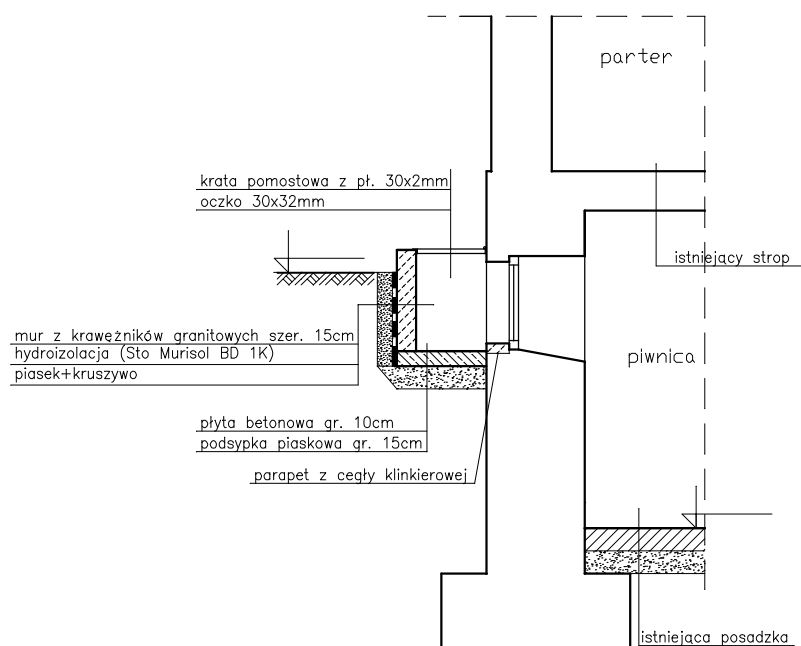 parter
krata pomostowa z pł. 30x2mm
oczko 30x32mm
istniejący strop
mur z krawężników granitowych szer. 15cm
hydroizolacja (Sto Murisol BD 1K)
piasek+kruszywo
piwnica
płyta betonowa gr. 10cm
podsypka piaskowa gr. 15cm
parapet z cegły klinkierowej
istniejąca posadzka